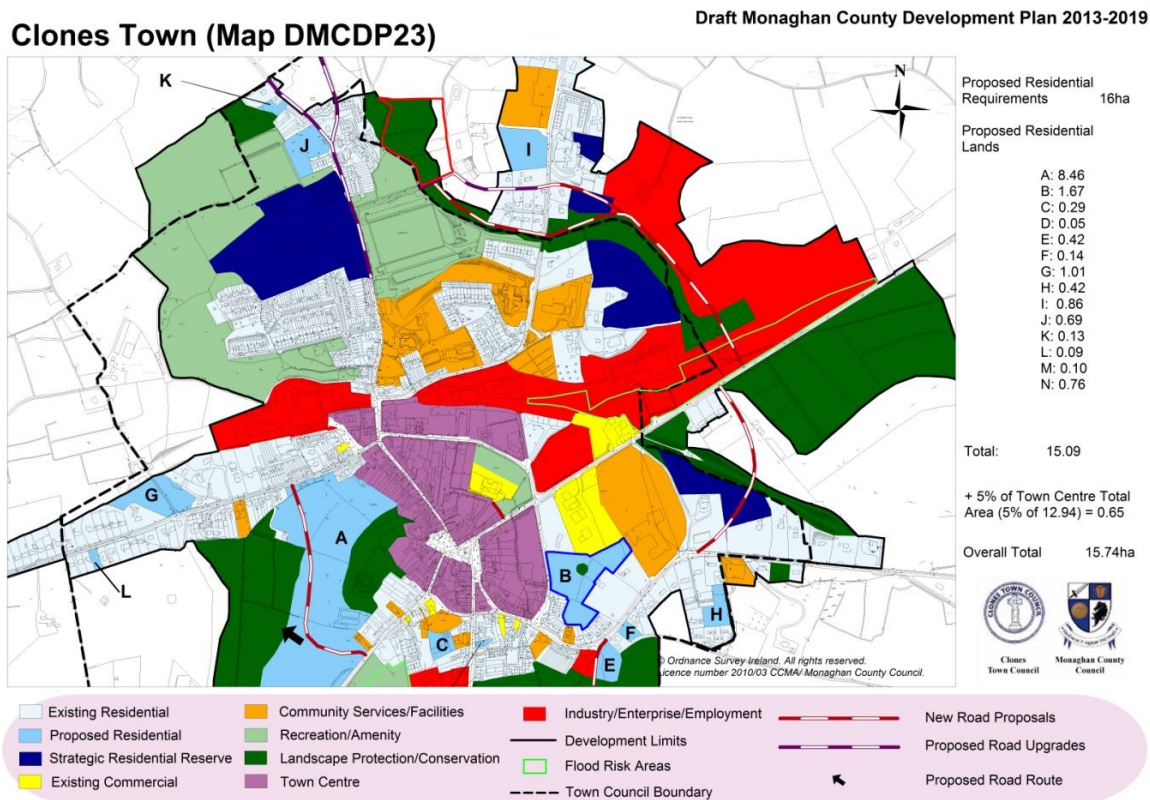 Draft Monaghan County Development Plan 2013-2019
Clones Town (Map DMCDP23)
K
N
J
I
G
A
L
B
C
F
E
H
Proposed Residential
Requirements 16ha
Proposed Residential
Lands
A: 8.46
B: 1.67
C: 0.29
D: 0.05
E: 0.42
F: 0.14
G: 1.01
H: 0.42
I: 0.86
J: 0.69
K: 0.13
L: 0.09
M: 0.10
N: 0.76
Total: 15.09
+ 5% of Town Centre Total
Area (5% of 12.94) = 0.65
Overall Total 15.74ha
CLONES TOWN COUNCIL
Clones
Town Council
Monaghan County
Council
© Ordnance Survey Ireland. All rights reserved.
Licence number 2010/03 CCMA/ Monaghan County Council.
Existing Residential
Proposed Residential
Strategic Residential Reserve
Existing Commercial
Community Services/Facilities
Recreation/Amenity
Landscape Protection/Conservation
Town Centre
Industry/Enterprise/Employment
Development Limits
Flood Risk Areas
Town Council Boundary
New Road Proposals
Proposed Road Upgrades
Proposed Road Route